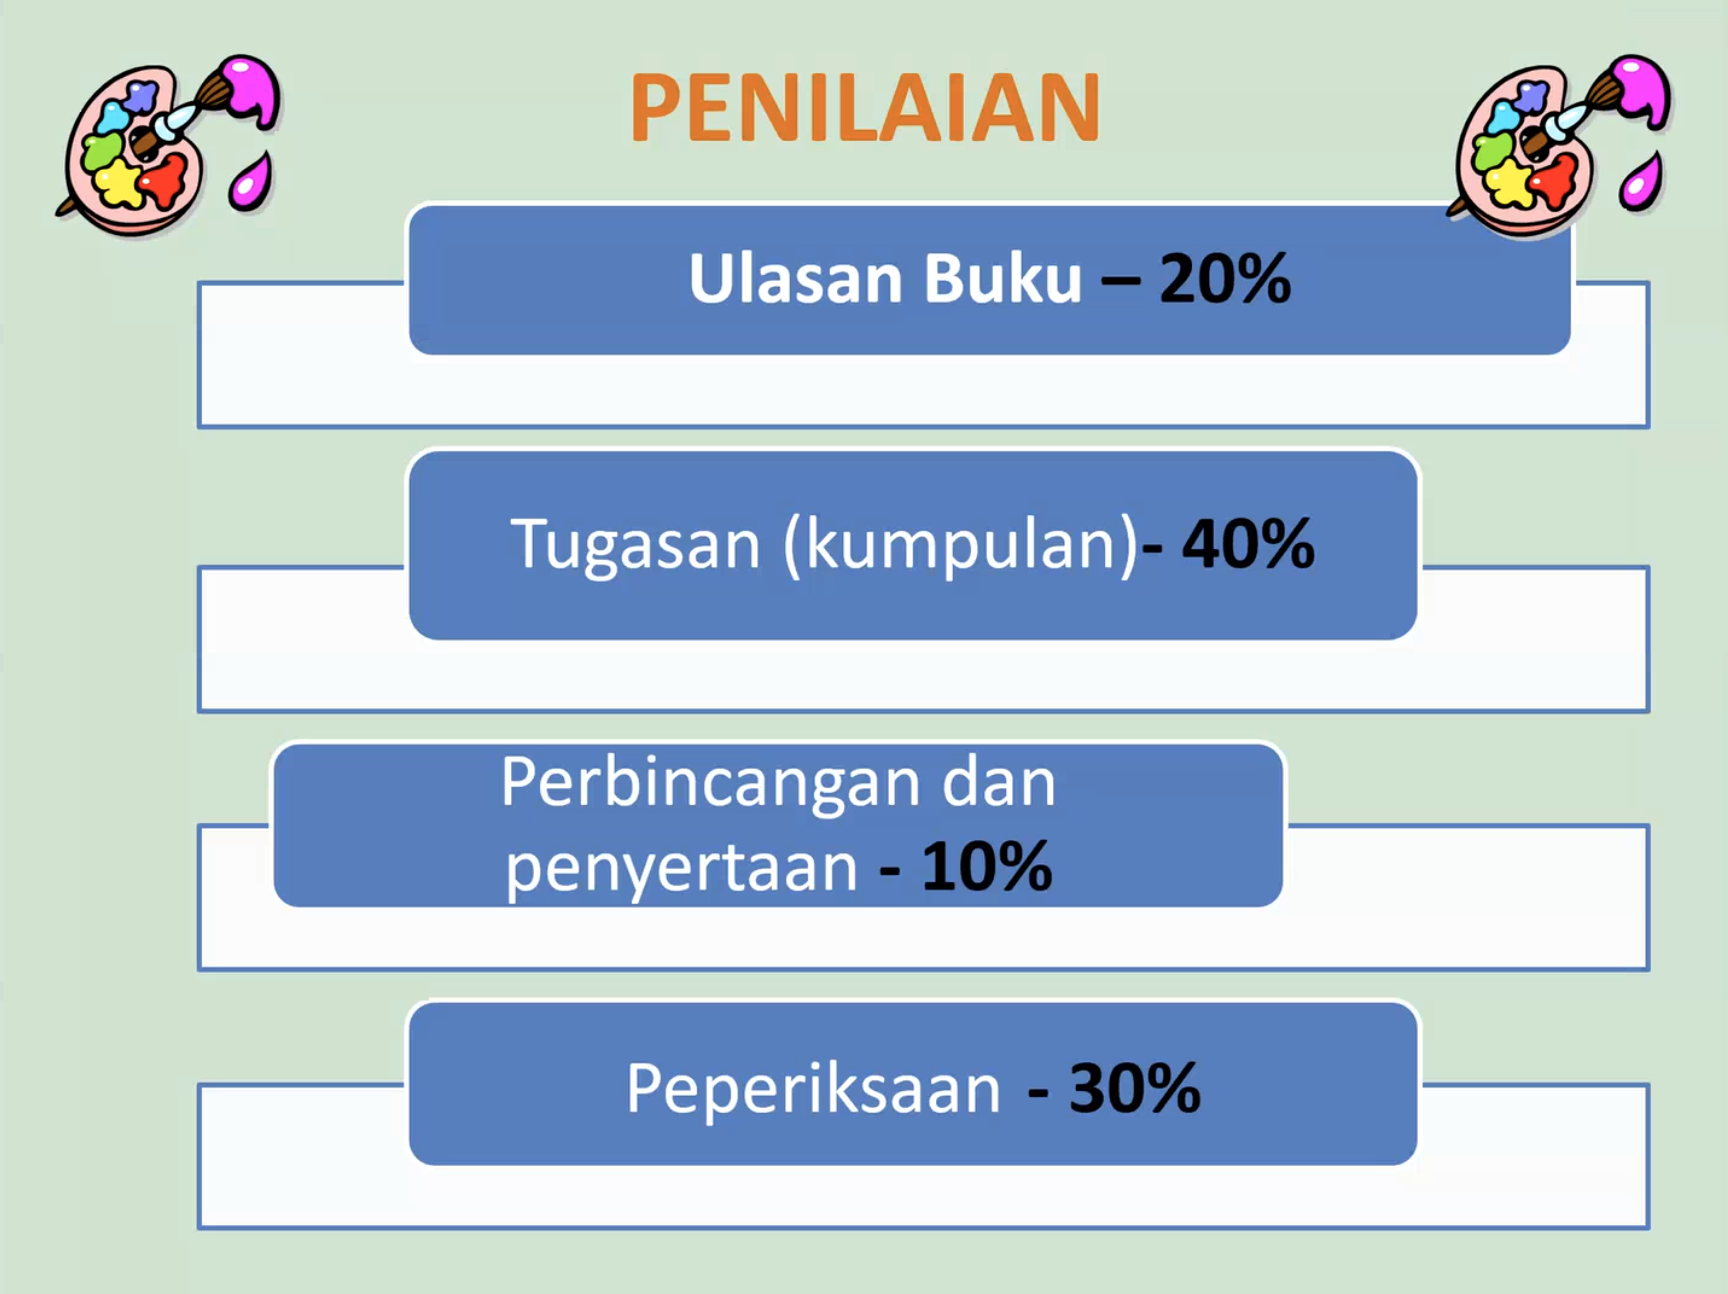 PENILAIAN
Ulasan Buku – 20%
Tugasan (kumpulan)- 40%
Perbincangan dan
penyertaan - 10%
Peperiksaan - 30%